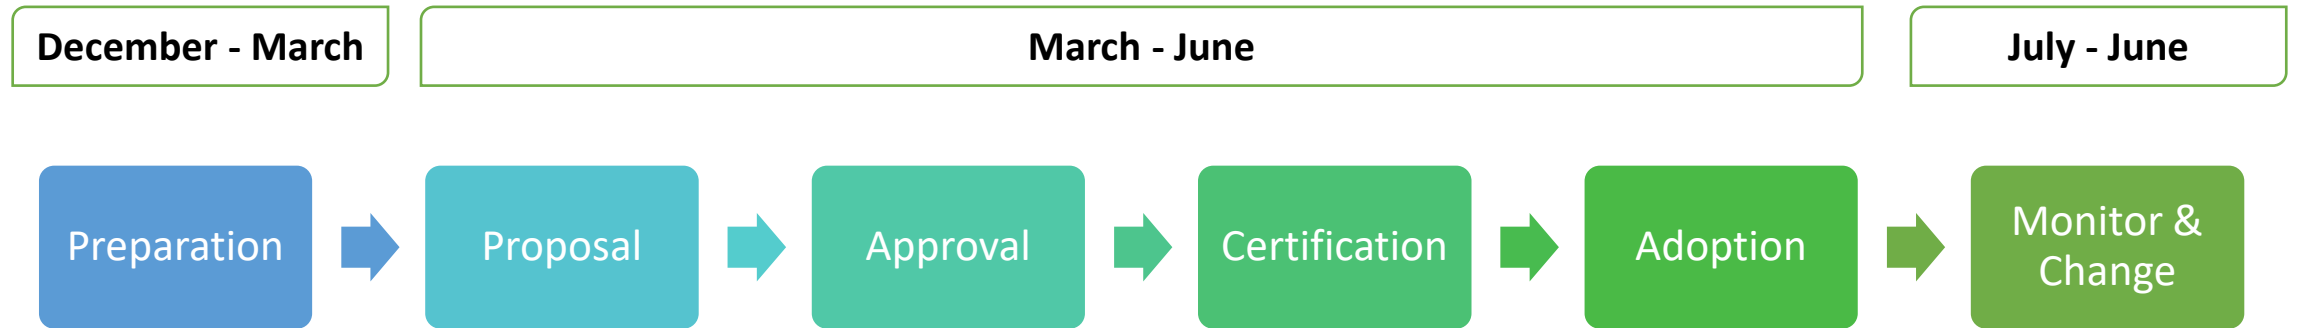 December - March
March - June
July - June
Preparation
Proposal
Approval
Certification
Adoption
Monitor &
Change